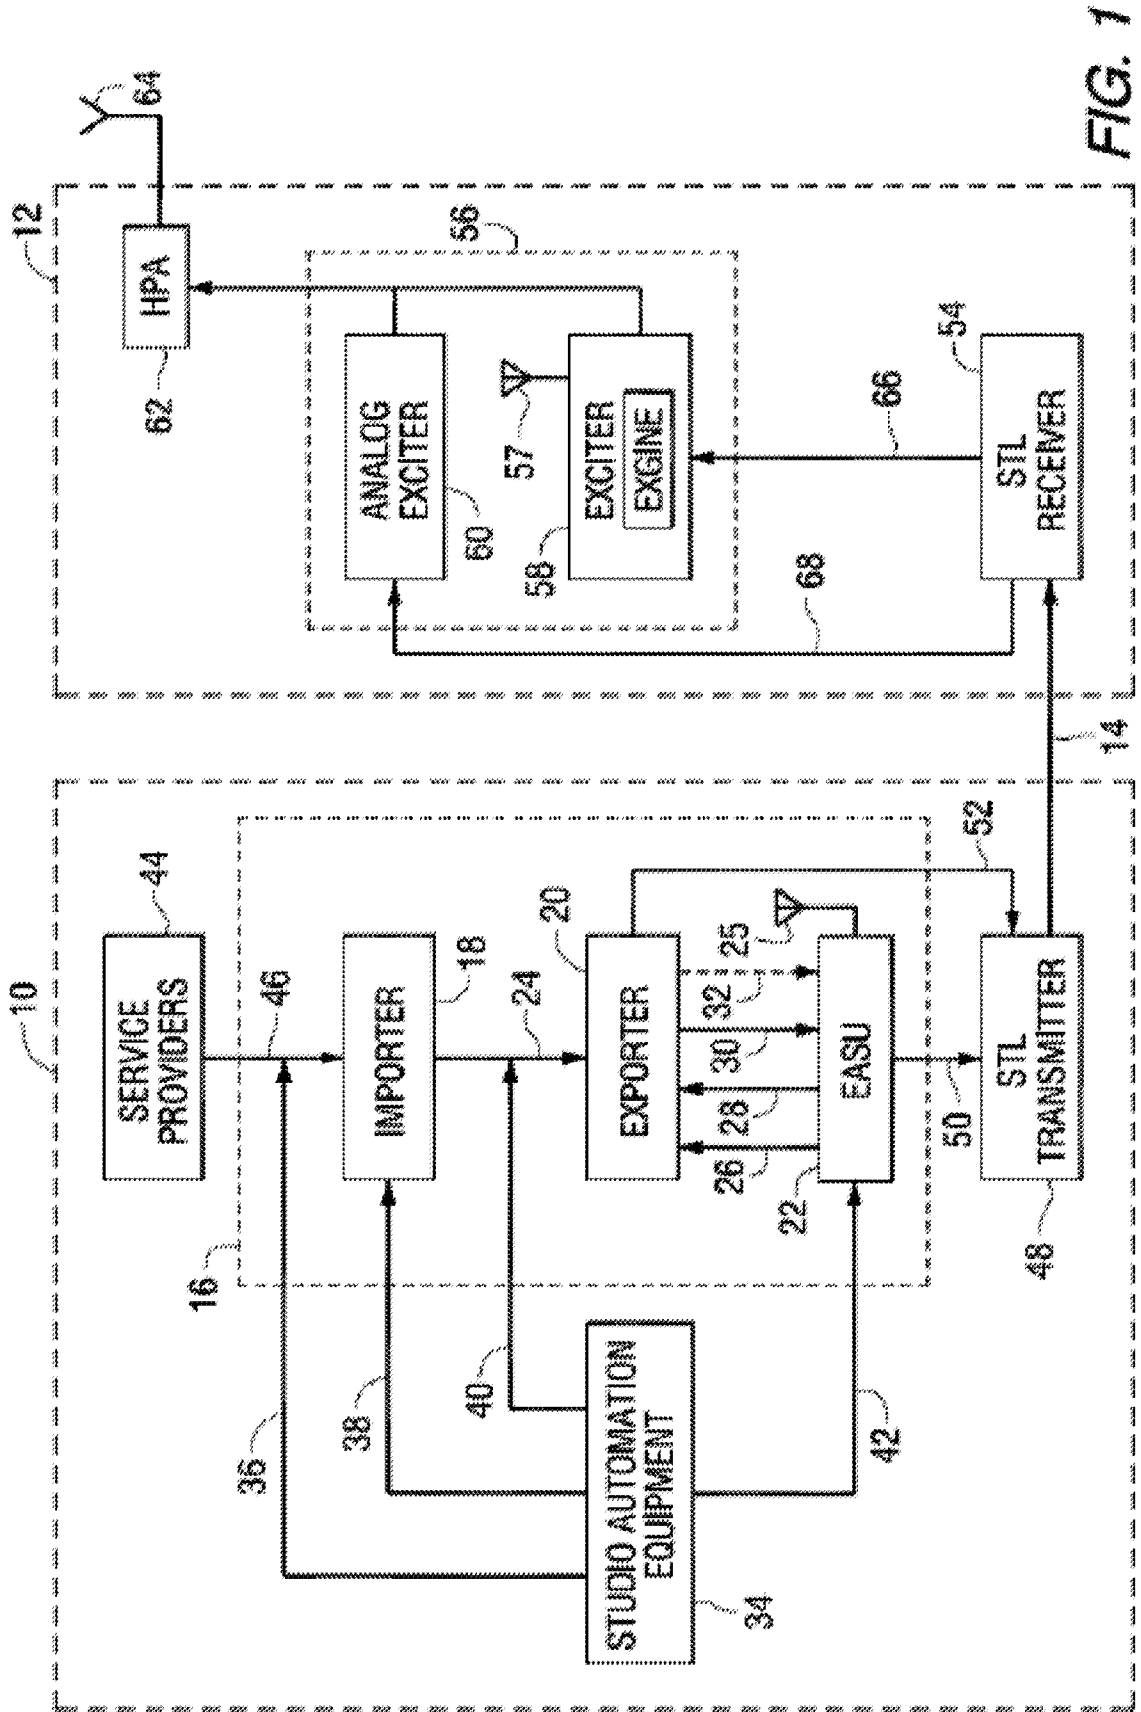 10
12
SERVICE
PROVIDERS
44
HPA
62
64
46
16
36
IMPORTER
18
38
56
ANALOG
EXCITER
60
57
24
40
STUDIO AUTOMATION
EQUIPMENT
34
EXPORTER
20
EXCITER
EXGINE
58
26
28
30
32
25
EASU
22
42
68
66
50
52
STL
TRANSMITTER
48
14
STL
RECEIVER
54
FIG. 1